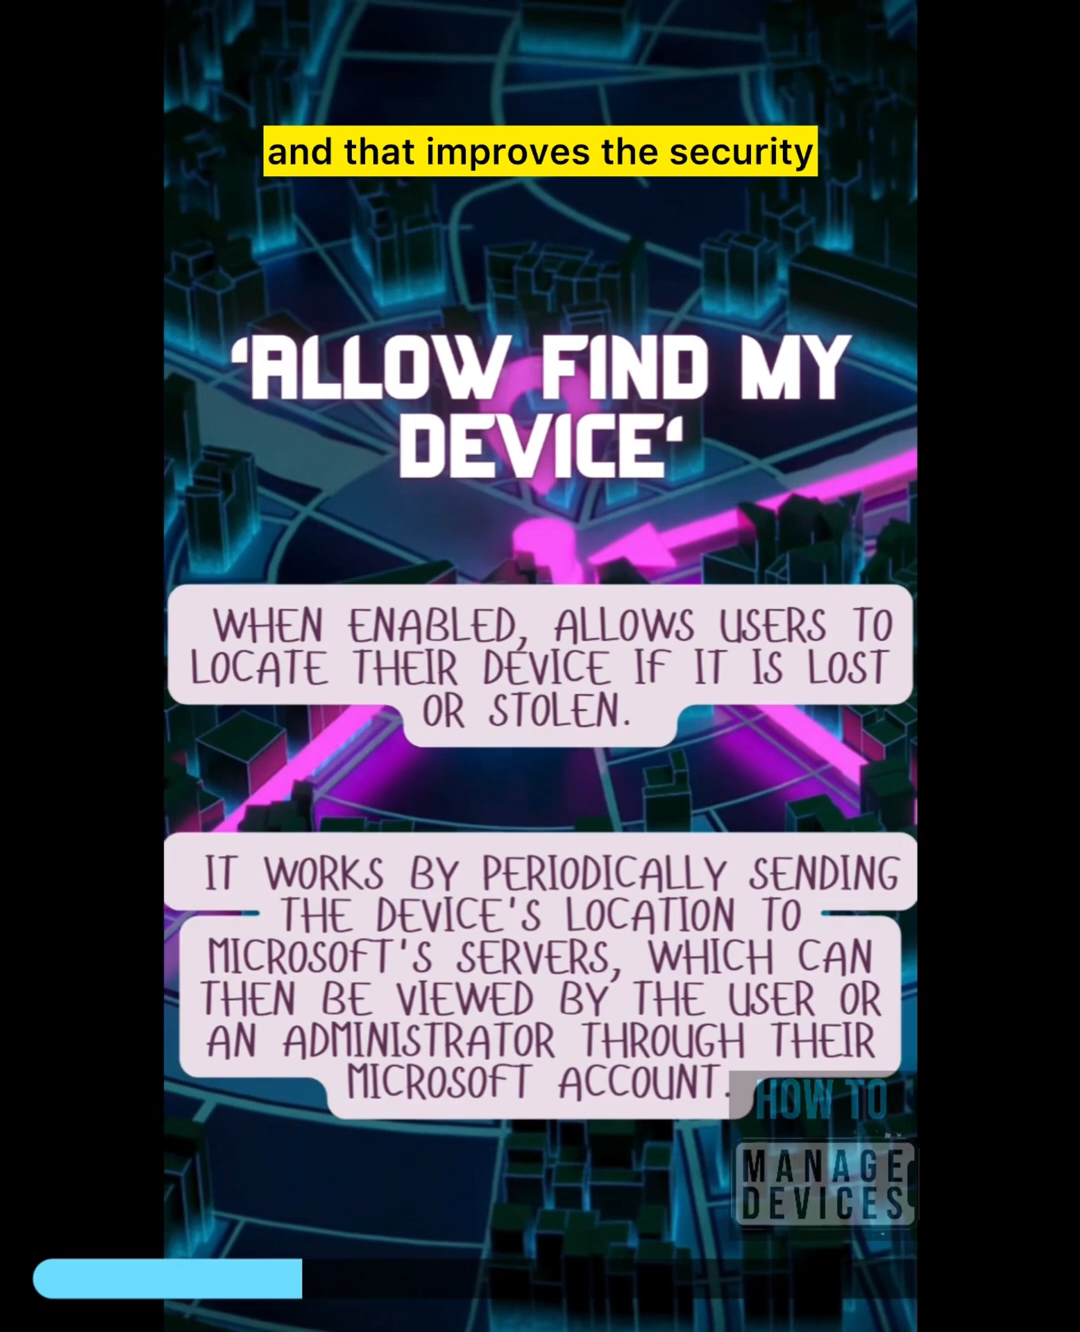 and that improves the security
‘ALLOW FIND MY
DEVICE‘
WHEN ENABLED, ALLOWS USERS TO
LOCATE THEIR DEVICE IF IT IS LOST
OR STOLEN.
IT WORKS BY PERIODICALLY SENDING
THE DEVICE'S LOCATION TO
MICROSOFT'S SERVERS, WHICH CAN
THEN BE VIEWED BY THE USER OR
AN ADMINISTRATOR THROUGH THEIR
MICROSOFT ACCOUNT.
HOW TO
MANAGE
DEVICES